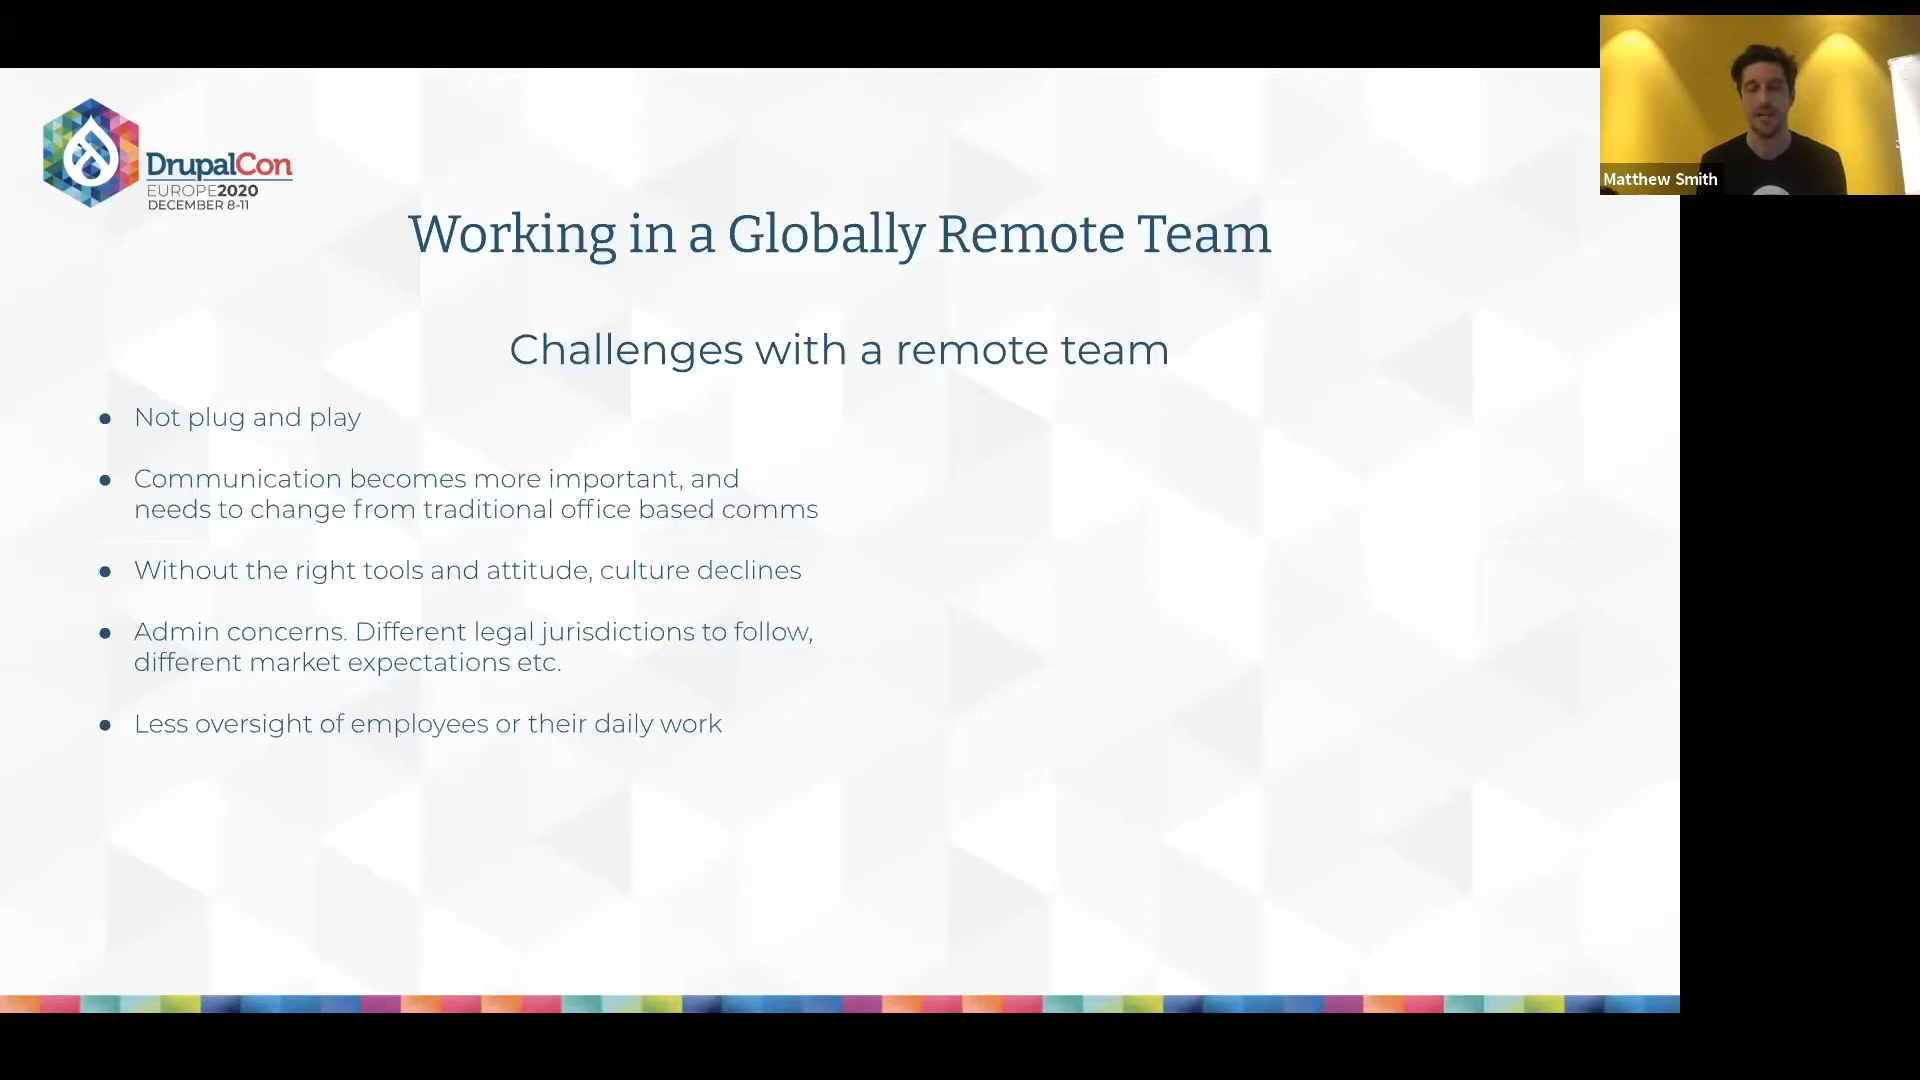 DrupalCon
EUROPE2020
DECEMBER 8-11
Matthew Smith
Working in a Globally Remote Team
Challenges with a remote team
● Not plug and play
● Communication becomes more important, and
needs to change from traditional office based comms
● Without the right tools and attitude, culture declines
● Admin concerns. Different legal jurisdictions to follow,
different market expectations etc.
● Less oversight of employees or their daily work